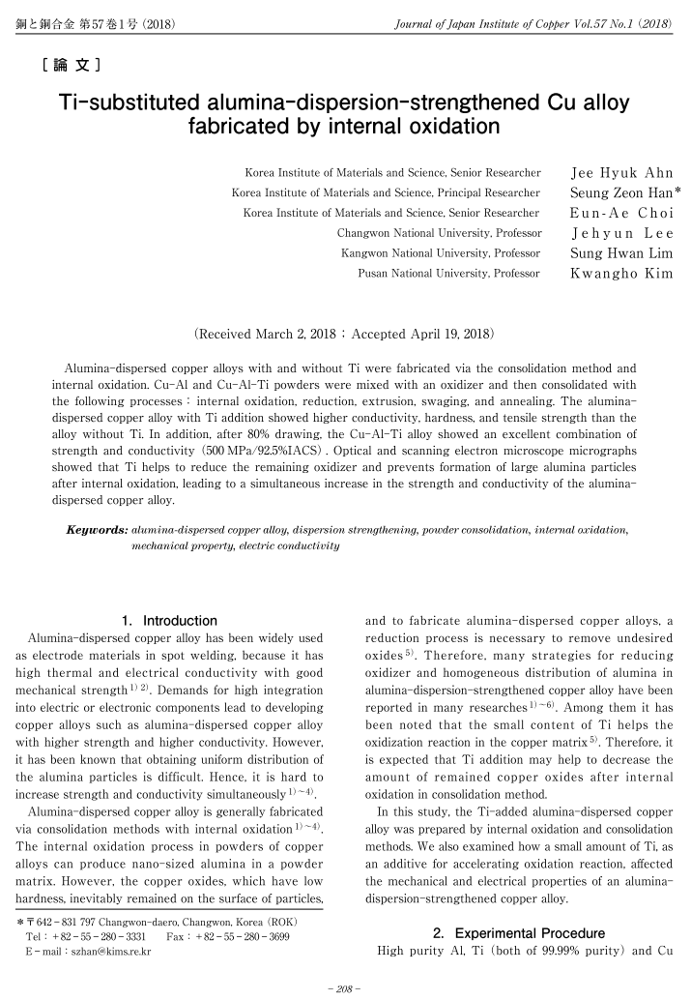 銅と銅合金 第57巻1号（2018）
Journal of Japan Institute of Copper Vol.57 No.1 (2018)
［論 文］
Ti-substituted alumina-dispersion-strengthened Cu alloy
fabricated by internal oxidation
Korea Institute of Materials and Science, Senior Researcher Jee Hyuk Ahn
Korea Institute of Materials and Science, Principal Researcher Seung Zeon Han*
Korea Institute of Materials and Science, Senior Researcher Eun-Ae Choi
Changwon National University, Professor Jehyun Lee
Kangwon National University, Professor Sung Hwan Lim
Pusan National University, Professor Kwangho Kim
(Received March 2, 2018 ; Accepted April 19, 2018)
Alumina-dispersed copper alloys with and without Ti were fabricated via the consolidation method and
internal oxidation. Cu-Al and Cu-Al-Ti powders were mixed with an oxidizer and then consolidated with
the following processes : internal oxidation, reduction, extrusion, swaging, and annealing. The alumina-
dispersed copper alloy with Ti addition showed higher conductivity, hardness, and tensile strength than the
alloy without Ti. In addition, after 80% drawing, the Cu-Al-Ti alloy showed an excellent combination of
strength and conductivity (500 MPa/92.5%IACS) . Optical and scanning electron microscope micrographs
showed that Ti helps to reduce the remaining oxidizer and prevents formation of large alumina particles
after internal oxidation, leading to a simultaneous increase in the strength and conductivity of the alumina-
dispersed copper alloy.
Keywords: alumina-dispersed copper alloy, dispersion strengthening, powder consolidation, internal oxidation,
mechanical property, electric conductivity
1. Introduction
Alumina-dispersed copper alloy has been widely used
as electrode materials in spot welding, because it has
high thermal and electrical conductivity with good
mechanical strength 1) 2). Demands for high integration
into electric or electronic components lead to developing
copper alloys such as alumina-dispersed copper alloy
with higher strength and higher conductivity. However,
it has been known that obtaining uniform distribution of
the alumina particles is difficult. Hence, it is hard to
increase strength and conductivity simultaneously 1)~4).
Alumina-dispersed copper alloy is generally fabricated
via consolidation methods with internal oxidation 1)~4).
The internal oxidation process in powders of copper
alloys can produce nano-sized alumina in a powder
matrix. However, the copper oxides, which have low
hardness, inevitably remained on the surface of particles,
＊〒642－831 797 Changwon-daero, Changwon, Korea (ROK)
Tel：＋82－55－280－3331 Fax：＋82－55－280－3699
E－mail：szhan@kims.re.kr
and to fabricate alumina-dispersed copper alloys, a
reduction process is necessary to remove undesired
oxides 5). Therefore, many strategies for reducing
oxidizer and homogeneous distribution of alumina in
alumina-dispersion-strengthened copper alloy have been
reported in many researches 1)~6). Among them it has
been noted that the small content of Ti helps the
oxidization reaction in the copper matrix 5). Therefore, it
is expected that Ti addition may help to decrease the
amount of remained copper oxides after internal
oxidation in consolidation method.
In this study, the Ti-added alumina-dispersed copper
alloy was prepared by internal oxidation and consolidation
methods. We also examined how a small amount of Ti, as
an additive for accelerating oxidation reaction, affected
the mechanical and electrical properties of an alumina-
dispersion-strengthened copper alloy.
2. Experimental Procedure
High purity Al, Ti (both of 99.99% purity) and Cu
－ 208 －